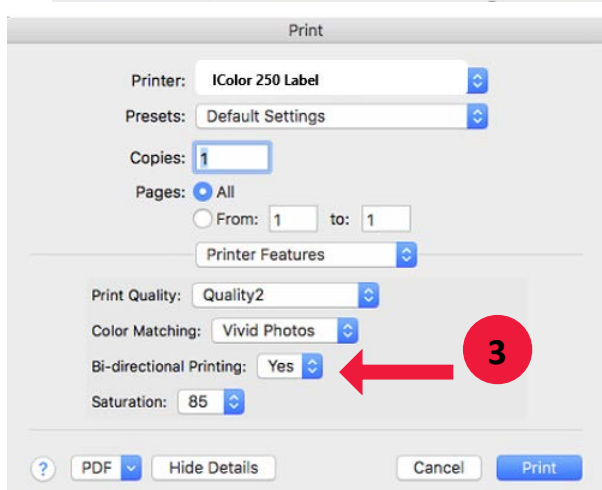 Print
Printer: IColor 250 Label
Presets: Default Settings
Copies: 1
Pages: All
From: 1 to: 1
Printer Features
Print Quality: Quality2
Color Matching: Vivid Photos
Bi-directional Printing: Yes
3
Saturation: 85
? PDF Hide Details Cancel Print